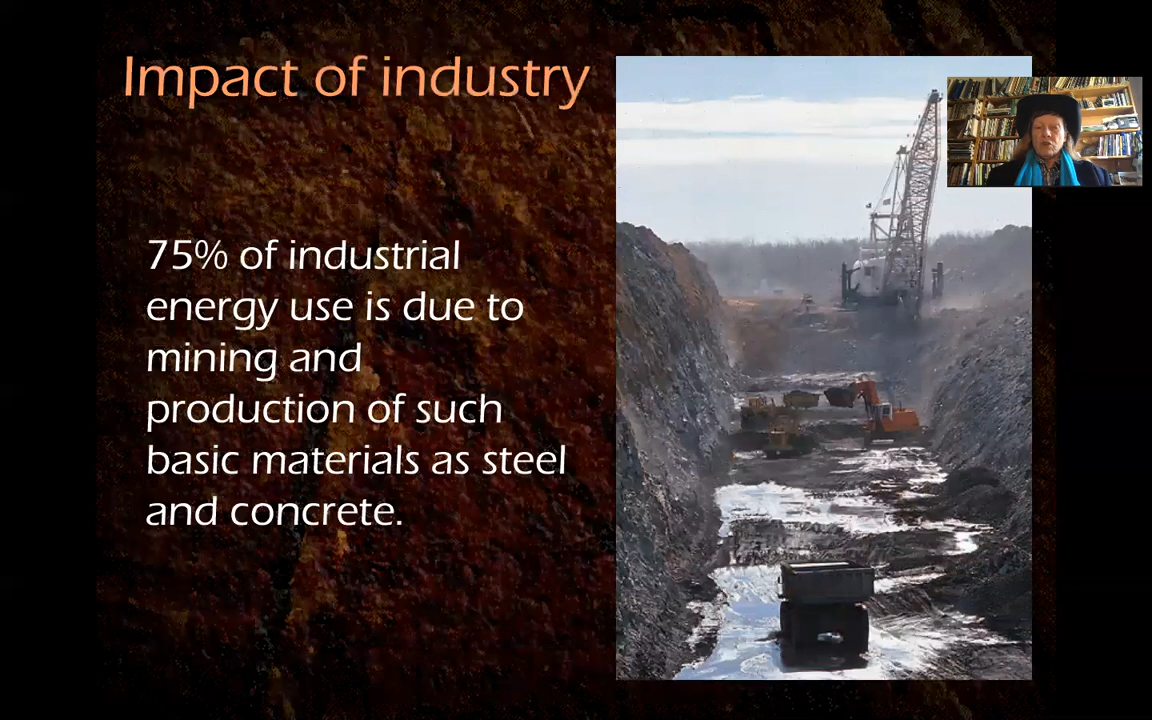 Impact of industry
75% of industrial
energy use is due to
mining and
production of such
basic materials as steel
and concrete.